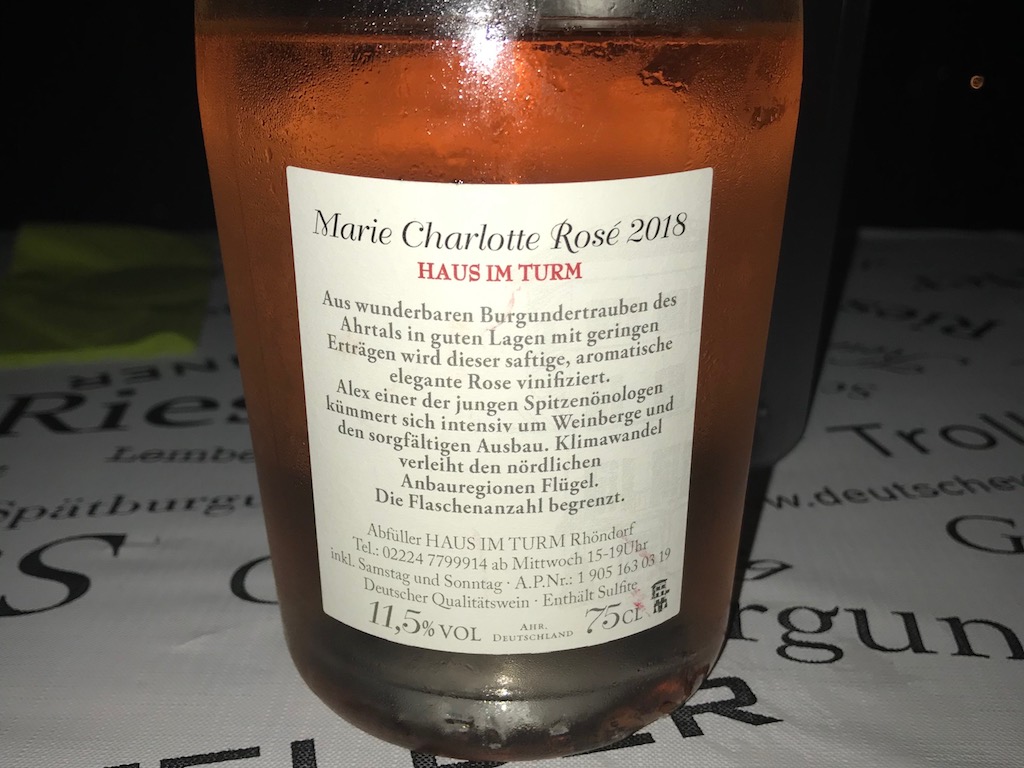 Marie Charlotte Rosé 2018
HAUS IM TURM
Aus wunderbaren Burgundertrauben des
Ahrtals in guten Lagen mit geringen
Erträgen wird dieser saftige, aromatische
elegante Rose vinifiziert.
Alex einer der jungen Spitzenönologen
kümmert sich intensiv um Weinberge und
den sorgfältigen Ausbau. Klimawandel
verleiht den nördlichen
Anbauregionen Flügel.
Die Flaschenanzahl begrenzt.
Abfüller HAUS IM TURM Rhöndorf
Tel.: 02224 7799914 ab Mittwoch 15-19Uhr
inkl. Samstag und Sonntag · A.P.Nr.: 1 905 163 03 19
Deutscher Qualitätswein · Enthält Sulfite
11,5% VOL
AHR,
DEUTSCHLAND
75CL
Ries
Lembe
Spätburgu
Troll
w.deutschew
rgun